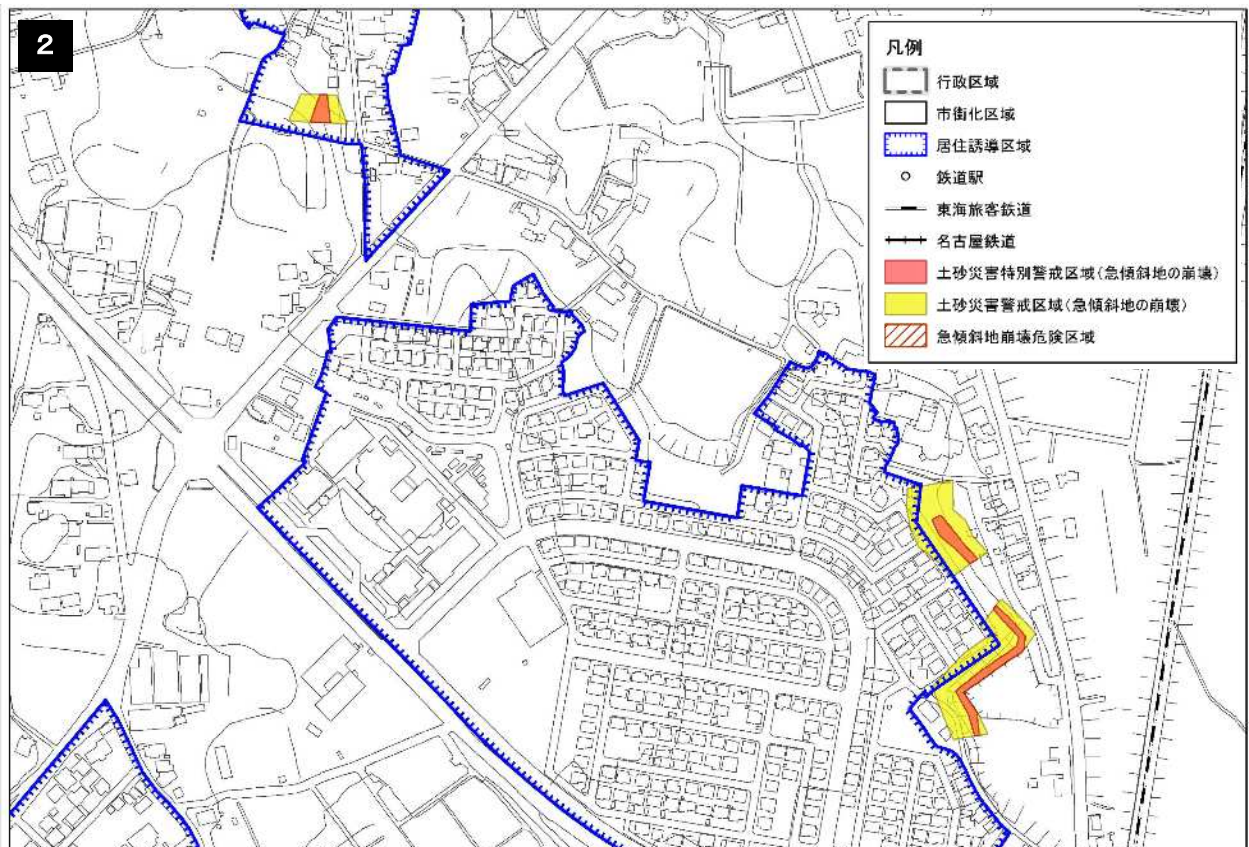 2
凡例
行政区域
市街化区域
居住誘導区域
鉄道駅
東海旅客鉄道
名古屋鉄道
土砂災害特別警戒区域(急傾斜地の崩壊)
土砂災害警戒区域(急傾斜地の崩壊)
急傾斜地崩壊危険区域